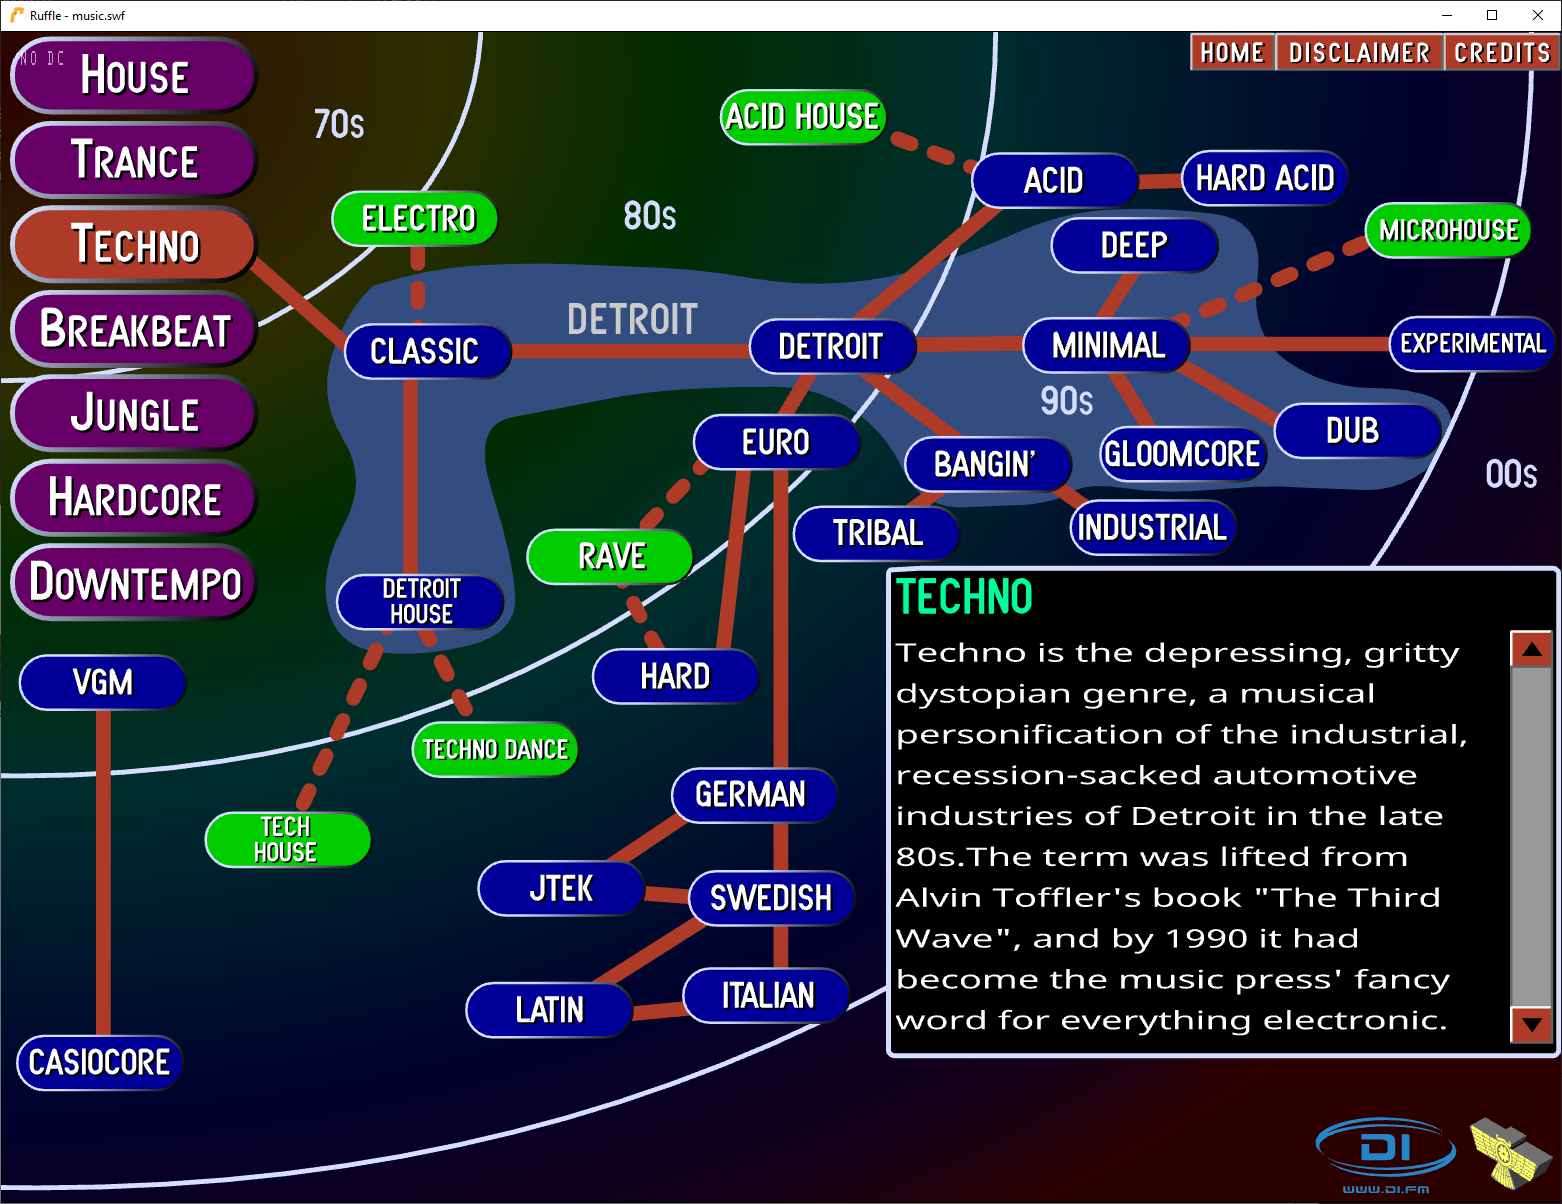 Ruffle - music.swf
NO DC
HOUSE
TRANCE
TECHNO
BREAKBEAT
JUNGLE
HARDCORE
DOWNTEMPO
HOME
DISCLAIMER
CREDITS
70s
80s
90s
00s
ACID HOUSE
ACID
HARD ACID
ELECTRO
DEEP
MICROHOUSE
DETROIT
CLASSIC
DETROIT
MINIMAL
EXPERIMENTAL
EURO
BANGIN'
GLOOMCORE
DUB
RAVE
TRIBAL
INDUSTRIAL
DETROIT
HOUSE
HARD
VGM
TECHNO DANCE
TECH
HOUSE
GERMAN
JTEK
SWEDISH
LATIN
ITALIAN
CASIOCORE
TECHNO
Techno is the depressing, gritty
dystopian genre, a musical
personification of the industrial,
recession-sacked automotive
industries of Detroit in the late
80s.The term was lifted from
Alvin Toffler's book "The Third
Wave", and by 1990 it had
become the music press' fancy
word for everything electronic.
DI
WWW.DI.FM